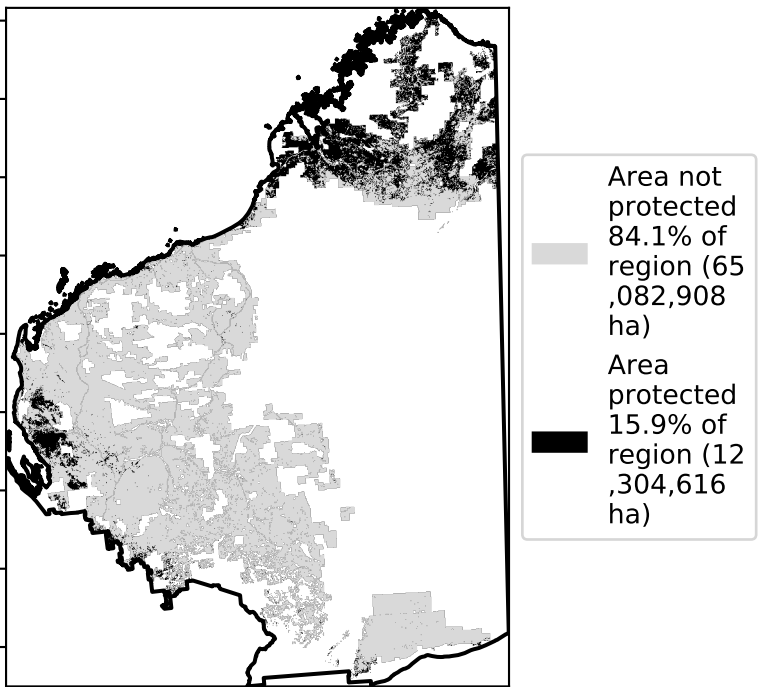 Area not
protected
84.1% of
region (65
,082,908
ha)
Area
protected
15.9% of
region (12
,304,616
ha)